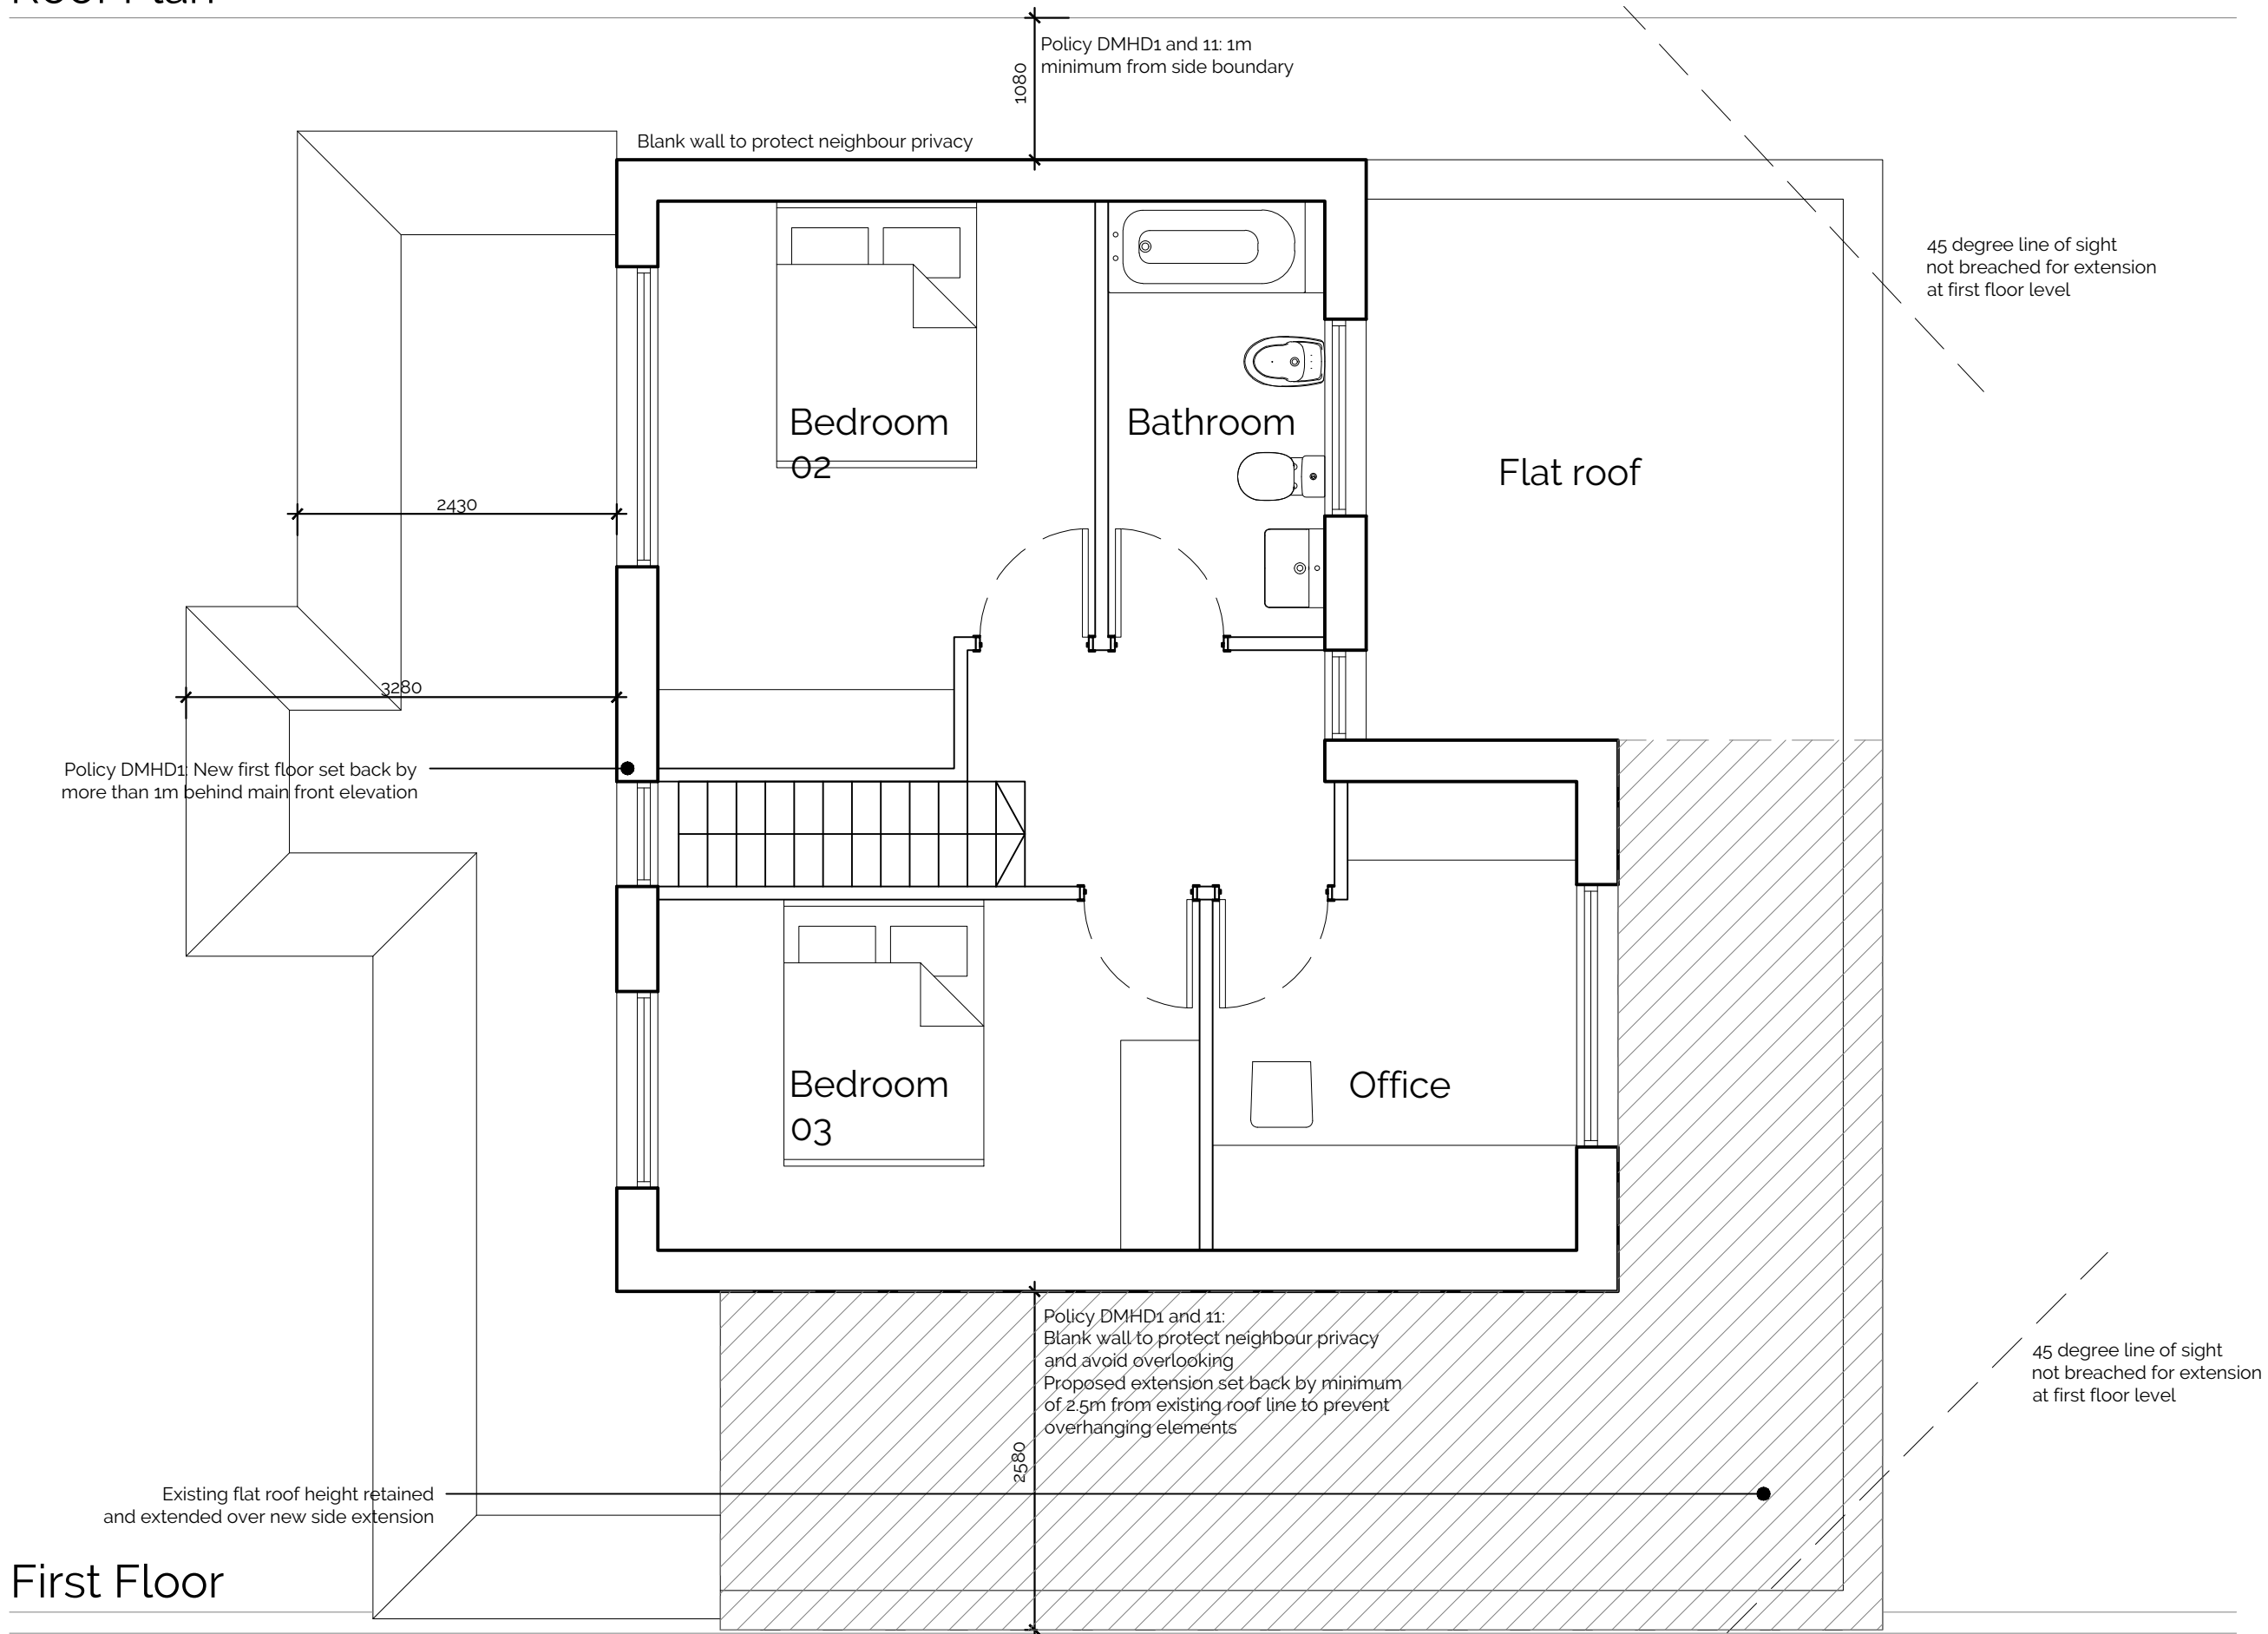 Roof Plan
Policy DMHD1 and 11: 1m
minimum from side boundary
1080
Blank wall to protect neighbour privacy
45 degree line of sight
not breached for extension
at first floor level
Bedroom
02
Bathroom
Flat roof
2430
3280
Policy DMHD1: New first floor set back by
more than 1m behind main front elevation
Bedroom
03
Office
Policy DMHD1 and 11:
Blank wall to protect neighbour privacy
and avoid overlooking
Proposed extension set back by minimum
of 2.5m from existing roof line to prevent
overhanging elements
2580
45 degree line of sight
not breached for extension
at first floor level
Existing flat roof height retained
and extended over new side extension
First Floor